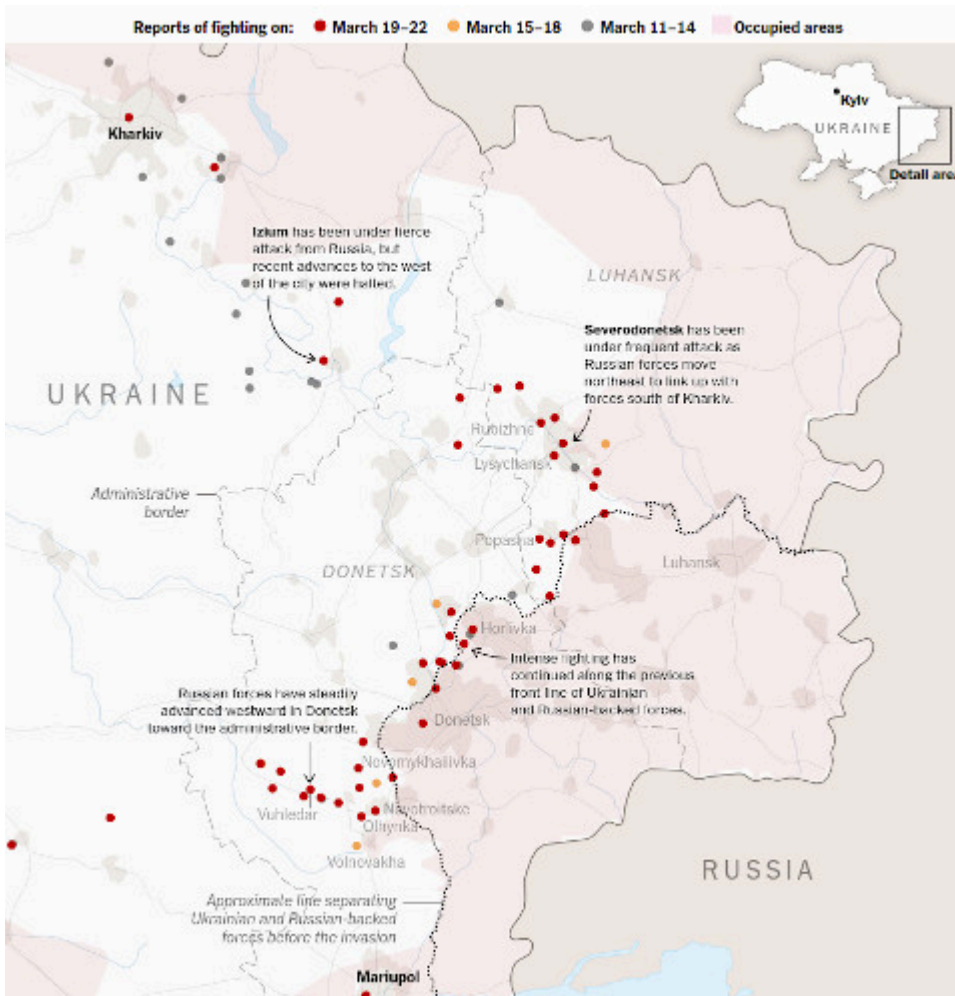 Reports of fighting on: March 19–22 March 15–18 March 11–14 Occupied areas
Kyiv
UKRAINE
Detail area
Kharkiv
Izium has been under fierce
attack from Russia, but
recent advances to the west
of the city were halted.
LUHANSK
Severodonetsk has been
under frequent attack as
Russian forces move
northeast to link up with
forces south of Kharkiv.
UKRAINE
Rubizhne
Lysychansk
Administrative
border
Popasna
Luhansk
DONETSK
Horlivka
Intense fighting has
continued along the previous
front line of Ukrainian
and Russian-backed forces.
Russian forces have steadily
advanced westward in Donetsk
toward the administrative border.
Donetsk
Novomykhailivka
Vuhledar
Novotroitske
Olhynka
Volnovakha
RUSSIA
Approximate line separating
Ukrainian and Russian-backed
forces before the invasion
Mariupol